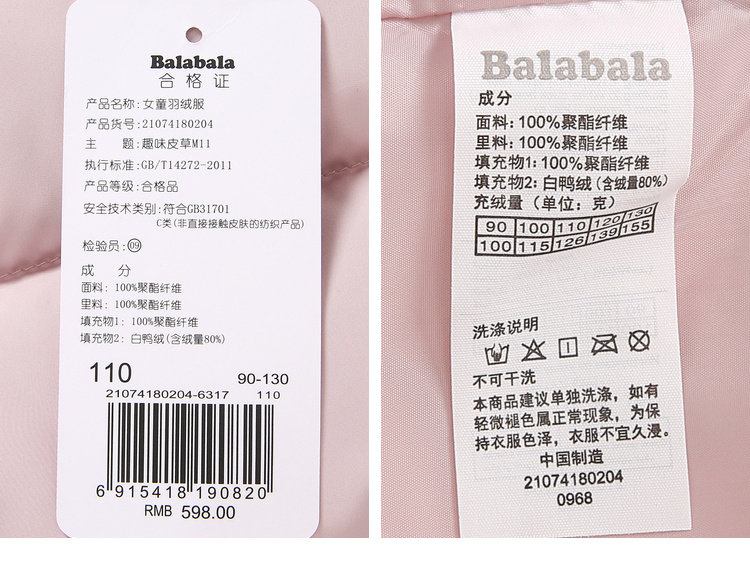 Balabala
合格证
产品名称:女童羽绒服
产品货号:21074180204
主 题:趣味皮草M11
执行标准:GB/T14272-2011
产品等级:合格品
安全技术类别:符合GB31701
C类(非直接接触皮肤的纺织产品)
检验员:09
成 分
面料: 100%聚酯纤维
里料: 100%聚酯纤维
填充物1: 100%聚酯纤维
填充物2: 白鸭绒(含绒量80%)
110 90-130
21074180204-6317 110
6 915418 190820
RMB 598.00
Balabala
成分
面料: 100%聚酯纤维
里料: 100%聚酯纤维
填充物1: 100%聚酯纤维
填充物2: 白鸭绒(含绒量80%)
充绒量(单位: 克)
90 100 110 120 130
100 115 126 139 155
洗涤说明
不可干洗
本商品建议单独洗涤, 如有
轻微褪色属正常现象, 为保
持衣服色泽, 衣服不宜久浸。
中国制造
21074180204
0968